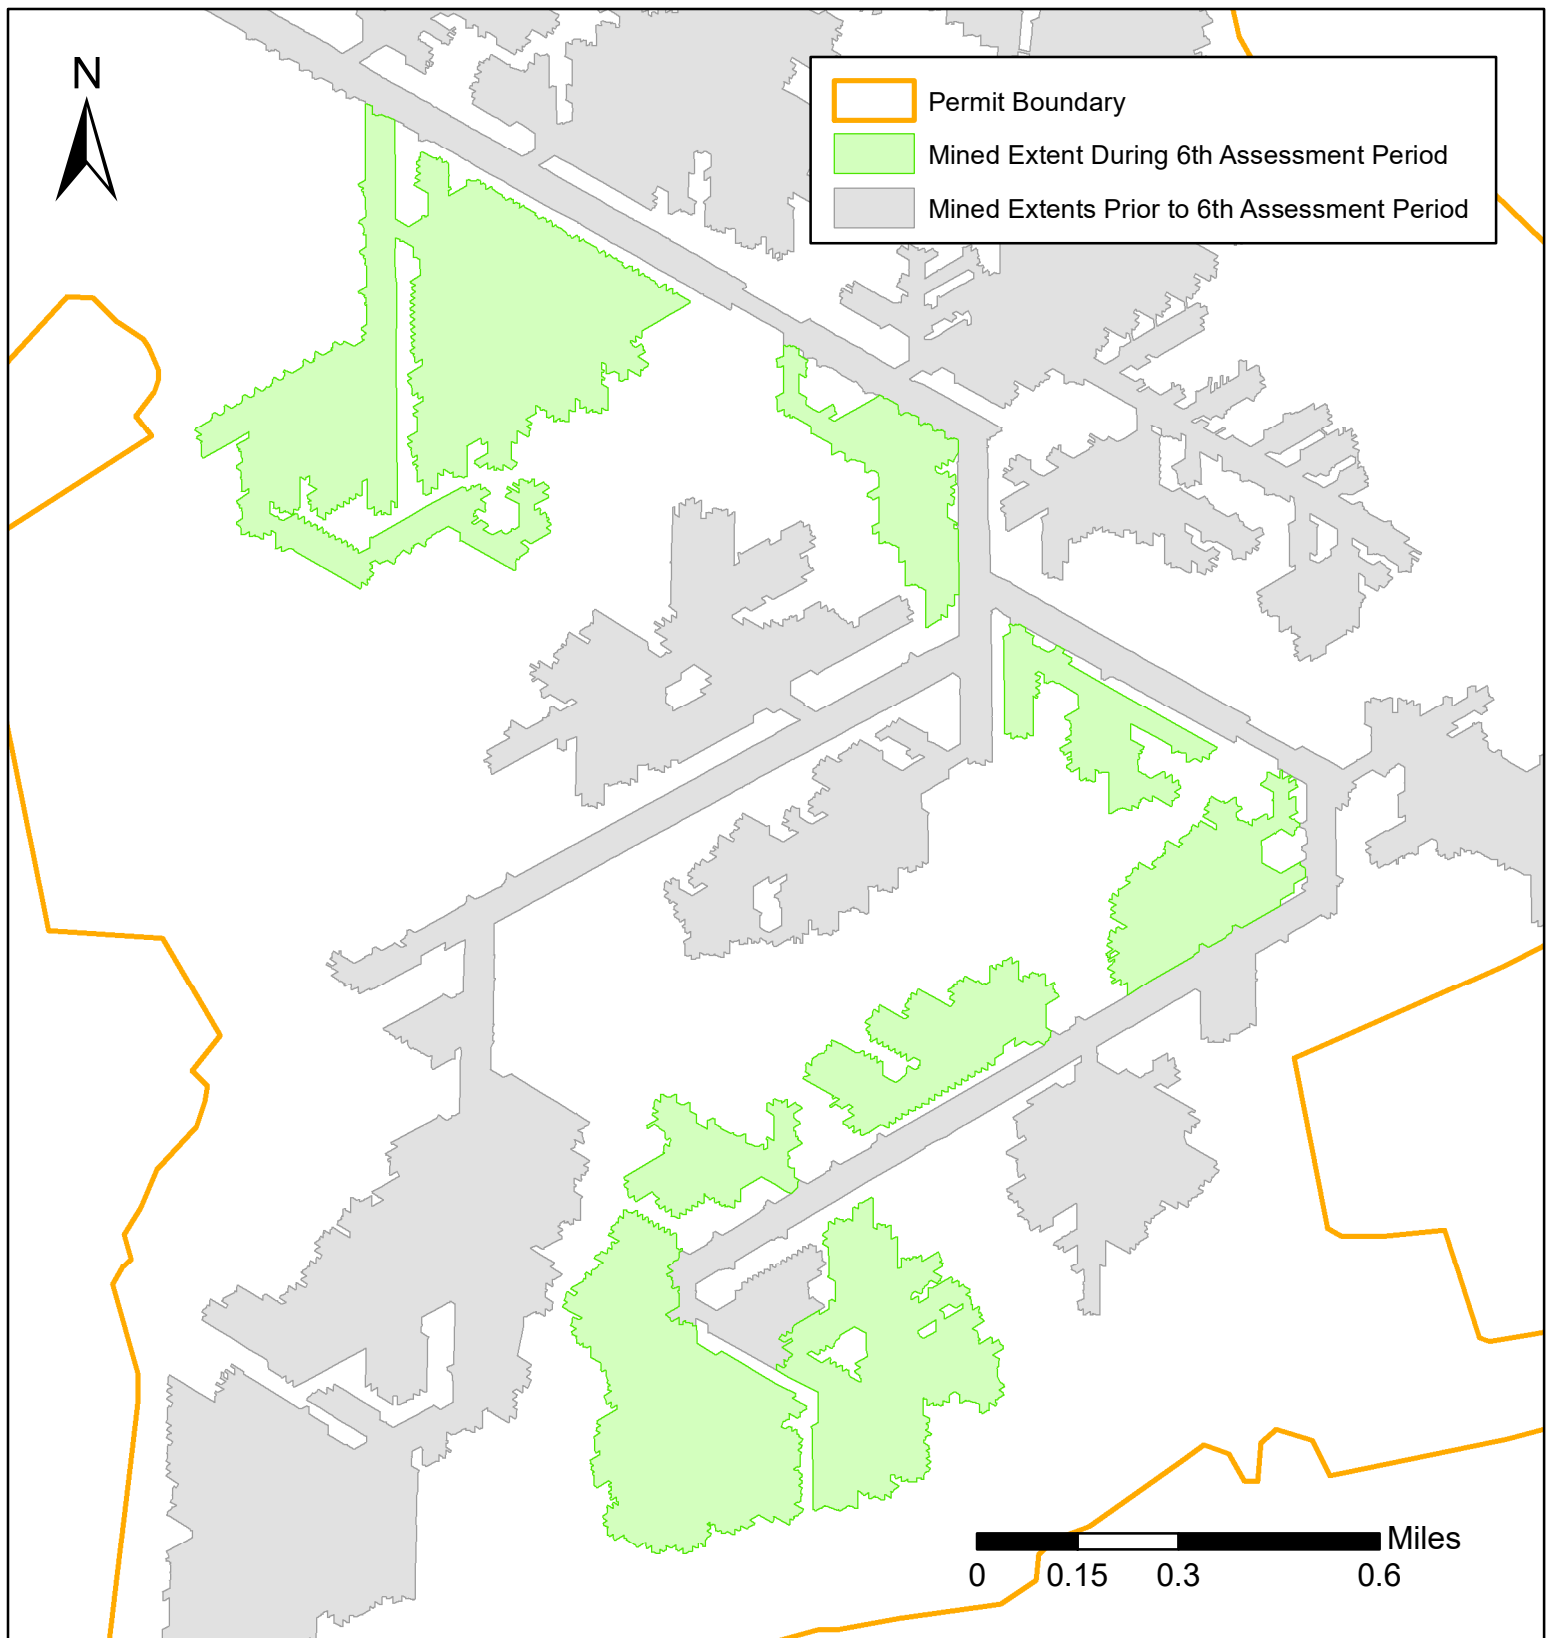 N
Permit Boundary
Mined Extent During 6th Assessment Period
Mined Extents Prior to 6th Assessment Period
Miles
0 0.15 0.3 0.6